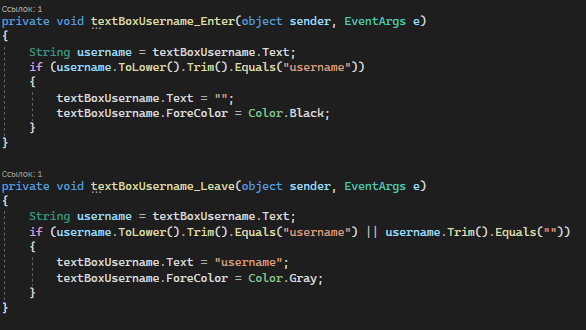 Ссылок: 1
private void textBoxUsername_Enter(object sender, EventArgs e)
{
String username = textBoxUsername.Text;
if (username.ToLower().Trim().Equals("username"))
{
textBoxUsername.Text = "";
textBoxUsername.ForeColor = Color.Black;
}
}
Ссылок: 1
private void textBoxUsername_Leave(object sender, EventArgs e)
{
String username = textBoxUsername.Text;
if (username.ToLower().Trim().Equals("username") || username.Trim().Equals(""))
{
textBoxUsername.Text = "username";
textBoxUsername.ForeColor = Color.Gray;
}
}